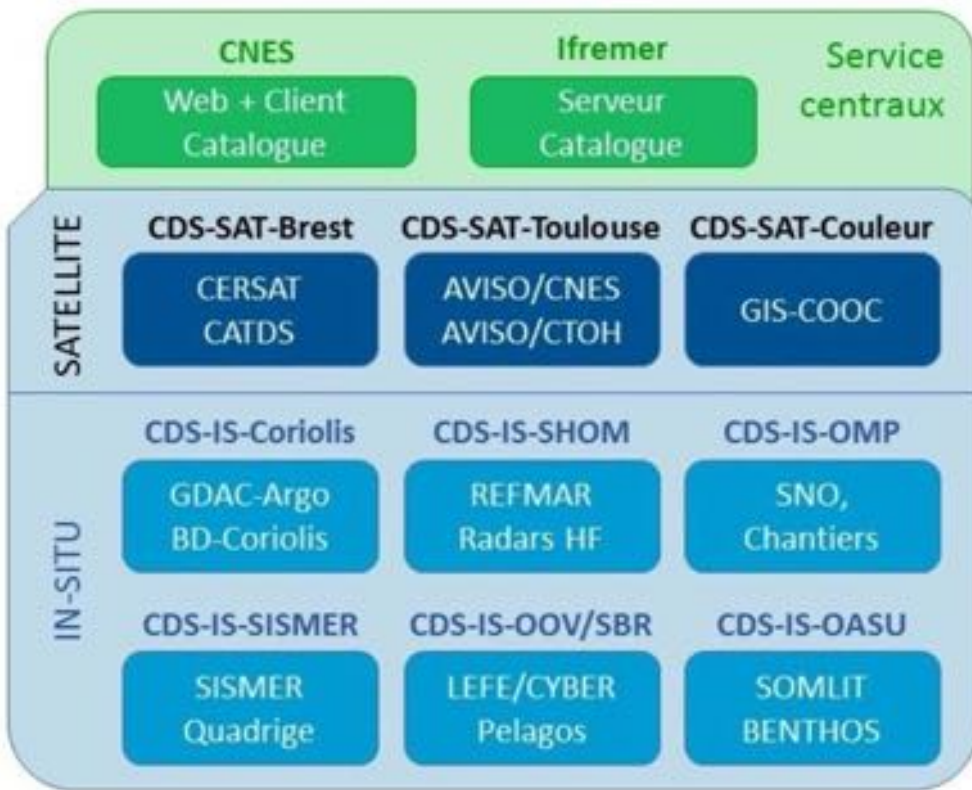 CNES
Web + Client
Catalogue
Ifremer
Serveur
Catalogue
Service
centraux
SATELLITE
CDS-SAT-Brest
CERSAT
CATDS
CDS-SAT-Toulouse
AVISO/CNES
AVISO/CTOH
CDS-SAT-Couleur
GIS-COOC
IN-SITU
CDS-IS-Coriolis
GDAC-Argo
BD-Coriolis
CDS-IS-SHOM
REFMAR
Radars HF
CDS-IS-OMP
SNO,
Chantiers
CDS-IS-SISMER
SISMER
Quadrige
CDS-IS-OOV/SBR
LEFE/CYBER
Pelagos
CDS-IS-OASU
SOMLIT
BENTHOS